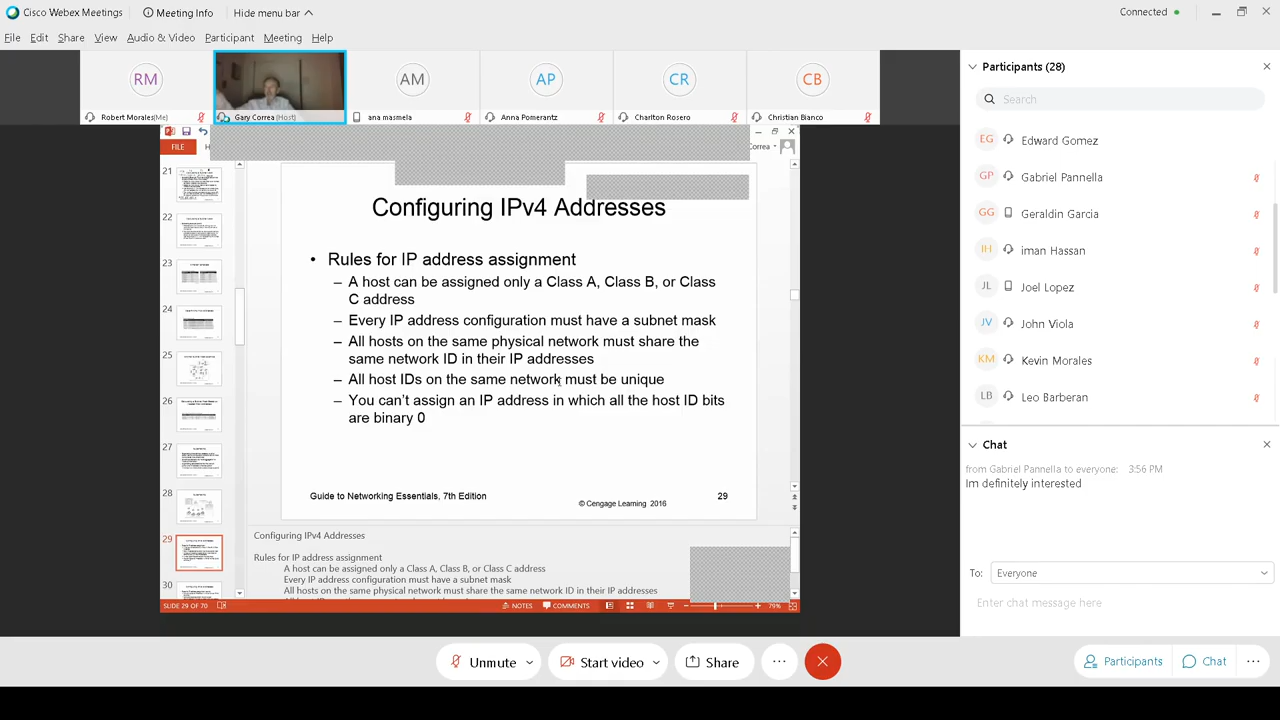 Cisco Webex Meetings
Meeting Info
Hide menu bar
Connected
File Edit Share View Audio & Video Participant Meeting Help
RM
AM
AP
CR
CB
Robert Morales(Me)
Gary Correa (Host)
ana masmela
Anna Pomerantz
Charlton Rosero
Christian Bianco
FILE
H
Correa
21
22
23
24
25
26
27
28
29
30
Configuring IPv4 Addresses
• Rules for IP address assignment
– A host can be assigned only a Class A, Class B, or Class
C address
– Every IP address configuration must have a subnet mask
– All hosts on the same physical network must share the
same network ID in their IP addresses
– All host IDs on the same network must be unique
– You can't assign an IP address in which all the host ID bits
are binary 0
Guide to Networking Essentials, 7th Edition
© Cengage Learning 2016
29
Configuring IPv4 Addresses
Rules for IP address assignment
A host can be assigned only a Class A, Class B, or Class C address
Every IP address configuration must have a subnet mask
All hosts on the same physical network must share the same network ID in their IP addresses
SLIDE 29 OF 70
NOTES
COMMENTS
79%
Participants (28)
Search
EG Edward Gomez
GP Gabriel Pannella
GG Geraldin Garcia
IH iman Hassan
JL Joel Lopez
JV John Viola
KM Kevin Morales
LB Leo Barberan
Chat
from Gabriel Pannella to everyone: 3:56 PM
Im definitely interested
To: Everyone
Enter chat message here
Unmute
Start video
Share
Participants
Chat